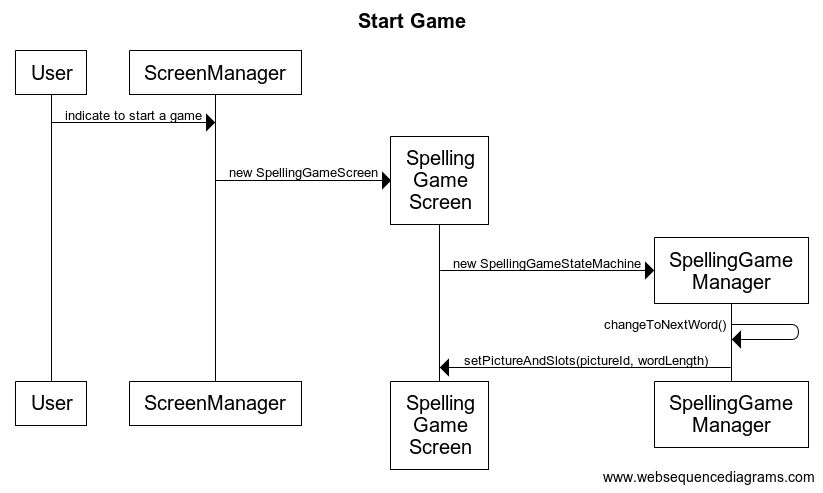 Start Game
User
ScreenManager
indicate to start a game
Spelling
Game
Screen
new SpellingGameScreen
SpellingGame
Manager
new SpellingGameStateMachine
changeToNextWord()
setPictureAndSlots(pictureId, wordLength)
User
ScreenManager
Spelling
Game
Screen
SpellingGame
Manager
www.websequencediagrams.com